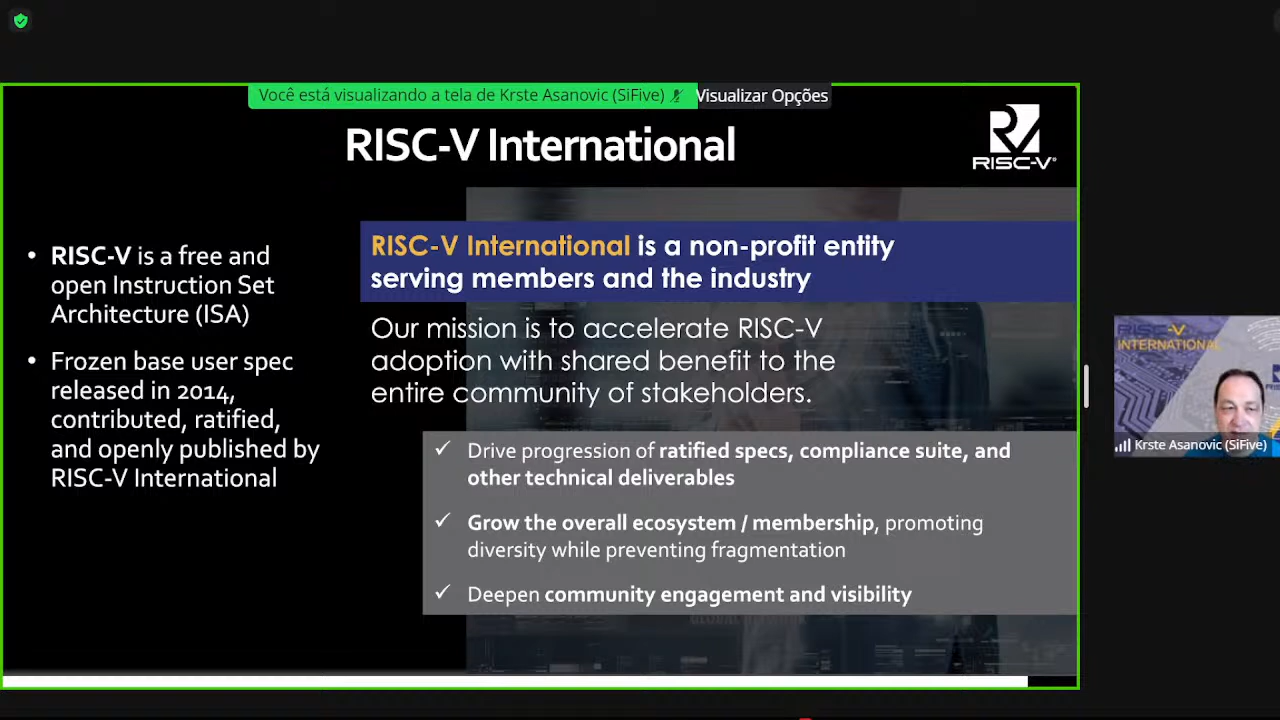 Você está visualizando a tela de Krste Asanovic (SiFive)
Visualizar Opções
RISC-V International
RISC-V®
• RISC-V is a free and
open Instruction Set
Architecture (ISA)
• Frozen base user spec
released in 2014,
contributed, ratified,
and openly published by
RISC-V International
RISC-V International is a non-profit entity
serving members and the industry
Our mission is to accelerate RISC-V
adoption with shared benefit to the
entire community of stakeholders.
✓ Drive progression of ratified specs, compliance suite, and
other technical deliverables
✓ Grow the overall ecosystem / membership, promoting
diversity while preventing fragmentation
✓ Deepen community engagement and visibility
GLOBAL NETWORK
RISC-V
INTERNATIONAL
Krste Asanovic (SiFive)